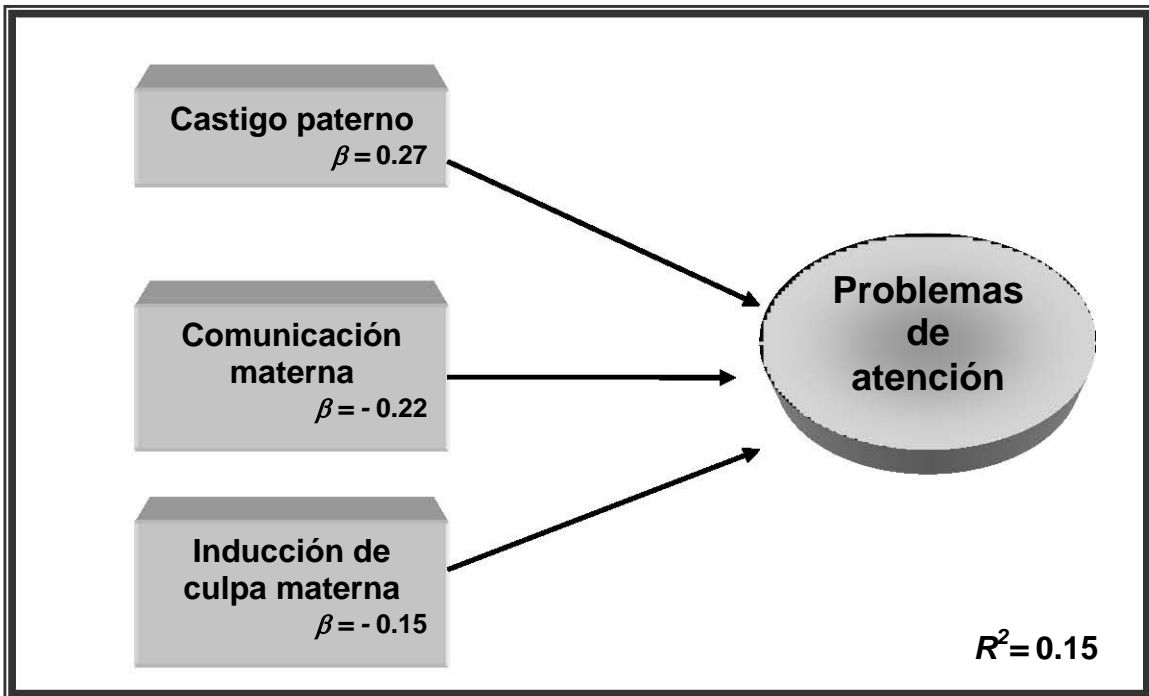 Castigo paterno
β = 0.27
Comunicación
materna
β = - 0.22
Inducción de
culpa materna
β = - 0.15
Problemas
de
atención
R²= 0.15